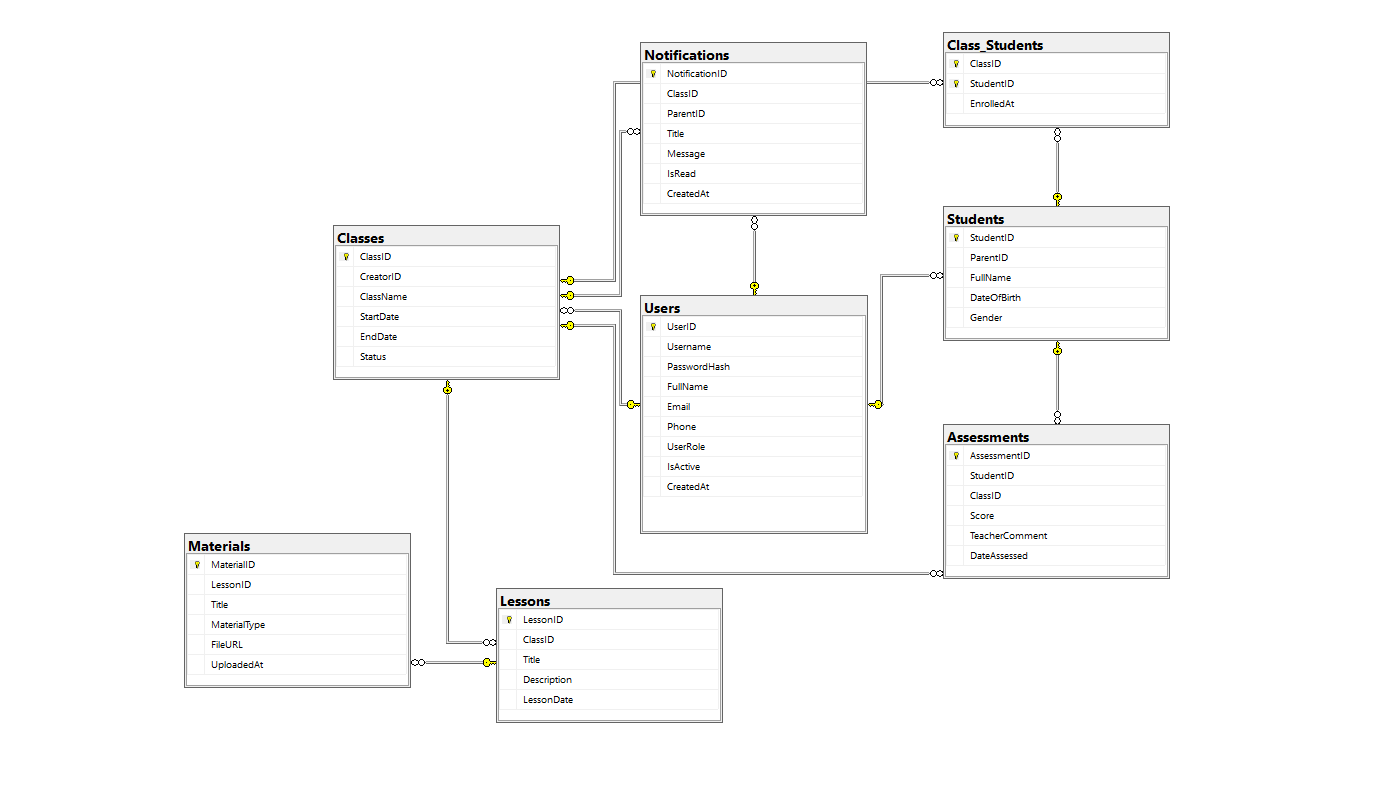 Notifications
NotificationID
ClassID
ParentID
Title
Message
IsRead
CreatedAt
Class_Students
ClassID
StudentID
EnrolledAt
Classes
ClassID
CreatorID
ClassName
StartDate
EndDate
Status
Users
UserID
Username
PasswordHash
FullName
Email
Phone
UserRole
IsActive
CreatedAt
Students
StudentID
ParentID
FullName
DateOfBirth
Gender
Assessments
AssessmentID
StudentID
ClassID
Score
TeacherComment
DateAssessed
Materials
MaterialID
LessonID
Title
MaterialType
FileURL
UploadedAt
Lessons
LessonID
ClassID
Title
Description
LessonDate